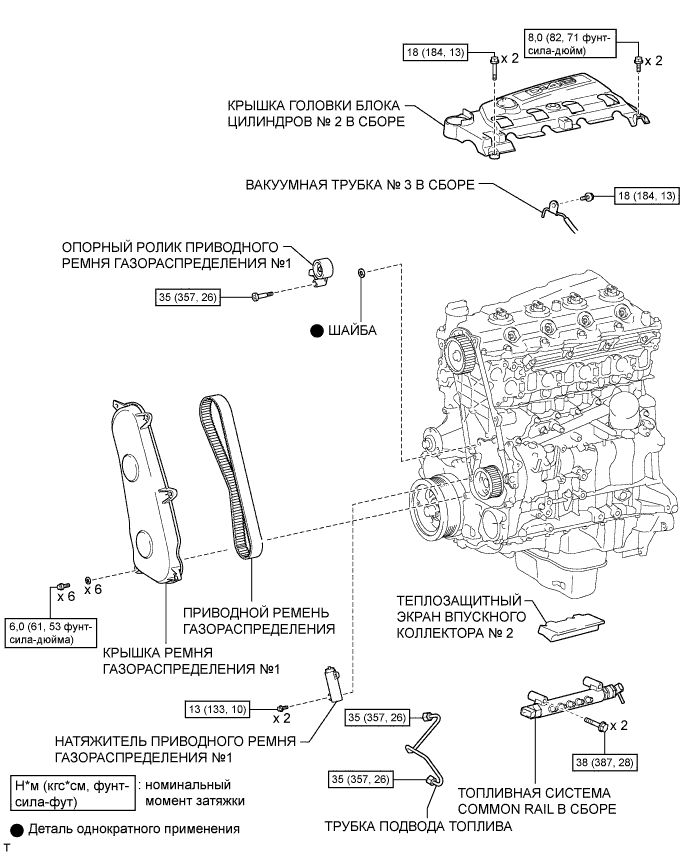 8,0 (82, 71 фунт-
сила-дюйм)
18 (184, 13)
x 2
x 2
КРЫШКА ГОЛОВКИ БЛОКА
ЦИЛИНДРОВ № 2 В СБОРЕ
ВАКУУМНАЯ ТРУБКА № 3 В СБОРЕ
18 (184, 13)
ОПОРНЫЙ РОЛИК ПРИВОДНОГО
РЕМНЯ ГАЗОРАСПРЕДЕЛЕНИЯ №1
35 (357, 26)
ШАЙБА
x 6
x 6
6,0 (61, 53 фунт-
сила-дюйма)
ПРИВОДНОЙ РЕМЕНЬ
ГАЗОРАСПРЕДЕЛЕНИЯ
КРЫШКА РЕМНЯ
ГАЗОРАСПРЕДЕЛЕНИЯ №1
ТЕПЛОЗАЩИТНЫЙ
ЭКРАН ВПУСКНОГО
КОЛЛЕКТОРА № 2
13 (133, 10)
x 2
35 (357, 26)
x 2
НАТЯЖИТЕЛЬ ПРИВОДНОГО РЕМНЯ
ГАЗОРАСПРЕДЕЛЕНИЯ №1
38 (387, 28)
35 (357, 26)
Н*м (кгс*см, фунт-
сила-фут)
: номинальный
момент затяжки
ТОПЛИВНАЯ СИСТЕМА
COMMON RAIL В СБОРЕ
ТРУБКА ПОДВОДА ТОПЛИВА
Деталь однократного применения
T